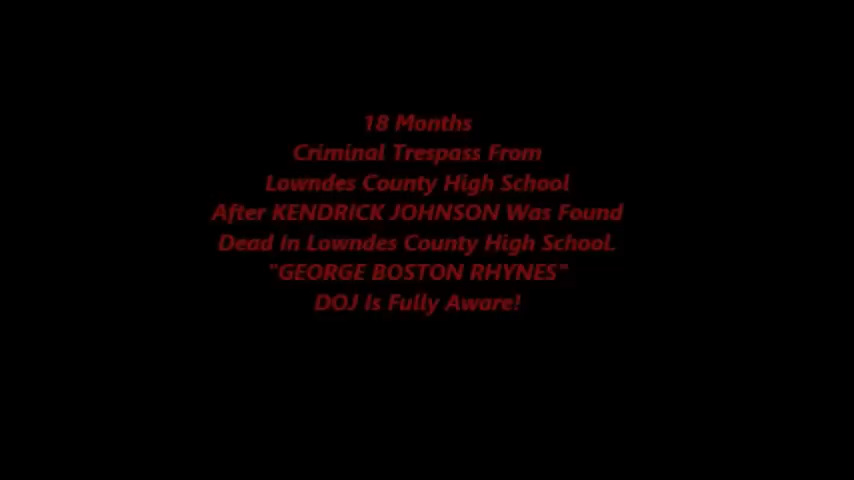 18 Months
Criminal Trespass From
Lowndes County High School
After KENDRICK JOHNSON Was Found
Dead In Lowndes County High School.
"GEORGE BOSTON RHYNES"
DOJ Is Fully Aware!